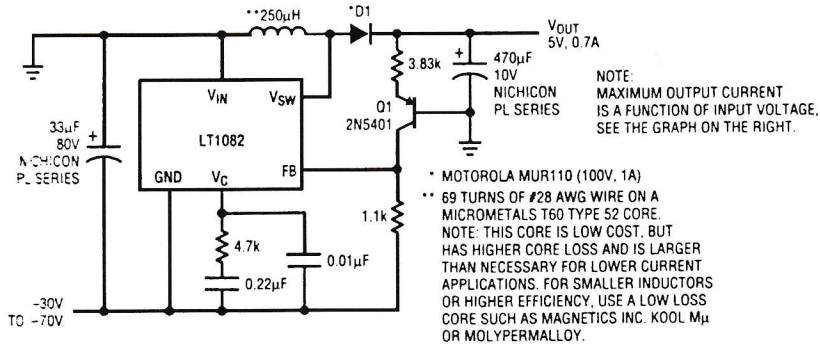 **250μH
*D1
VOUT
5V, 0.7A
3.83k
470μF
10V
NICHICON
PL SERIES
NOTE:
MAXIMUM OUTPUT CURRENT
IS A FUNCTION OF INPUT VOLTAGE,
SEE THE GRAPH ON THE RIGHT.
VIN
VSW
Q1
2N5401
33μF
80V
NICHICON
PL SERIES
LT1082
GND
VC
FB
* MOTOROLA MUR110 (100V, 1A)
** 69 TURNS OF #28 AWG WIRE ON A
MICROMETALS T60 TYPE 52 CORE.
NOTE: THIS CORE IS LOW COST, BUT
HAS HIGHER CORE LOSS AND IS LARGER
THAN NECESSARY FOR LOWER CURRENT
APPLICATIONS. FOR SMALLER INDUCTORS
OR HIGHER EFFICIENCY, USE A LOW LOSS
CORE SUCH AS MAGNETICS INC. KOOL Mμ
OR MOLYPERMALLOY.
1.1k
4.7k
0.01μF
0.22μF
–30V
TO –70V